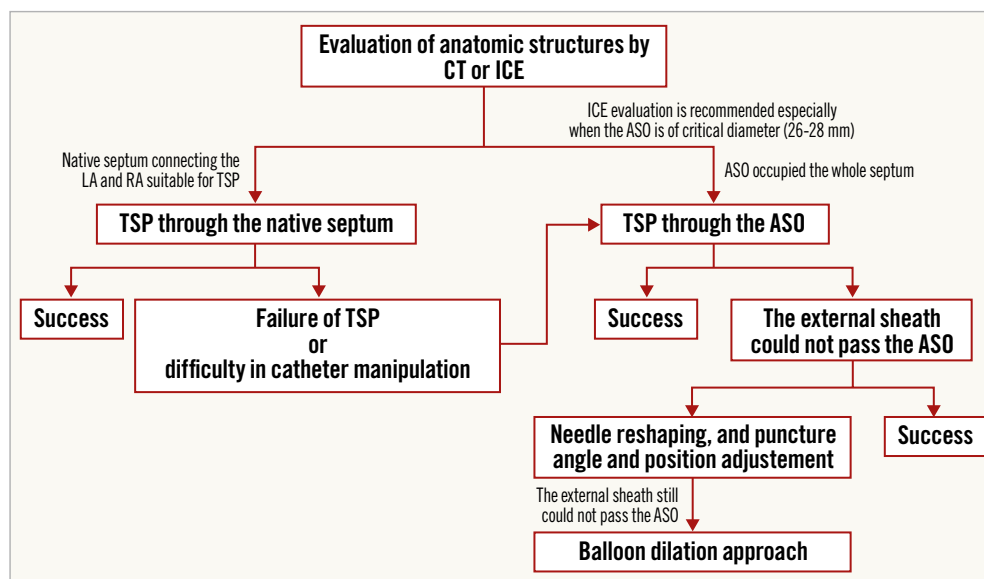 Evaluation of anatomic structures by
CT or ICE
ICE evaluation is recommended especially
when the ASO is of critical diameter (26-28 mm)
Native septum connecting the
LA and RA suitable for TSP
ASO occupied the whole septum
TSP through the native septum
TSP through the ASO
Success
Failure of TSP
or
difficulty in catheter manipulation
Success
The external sheath
could not pass the ASO
Needle reshaping, and puncture
angle and position adjustement
Success
The external sheath still
could not pass the ASO
Balloon dilation approach